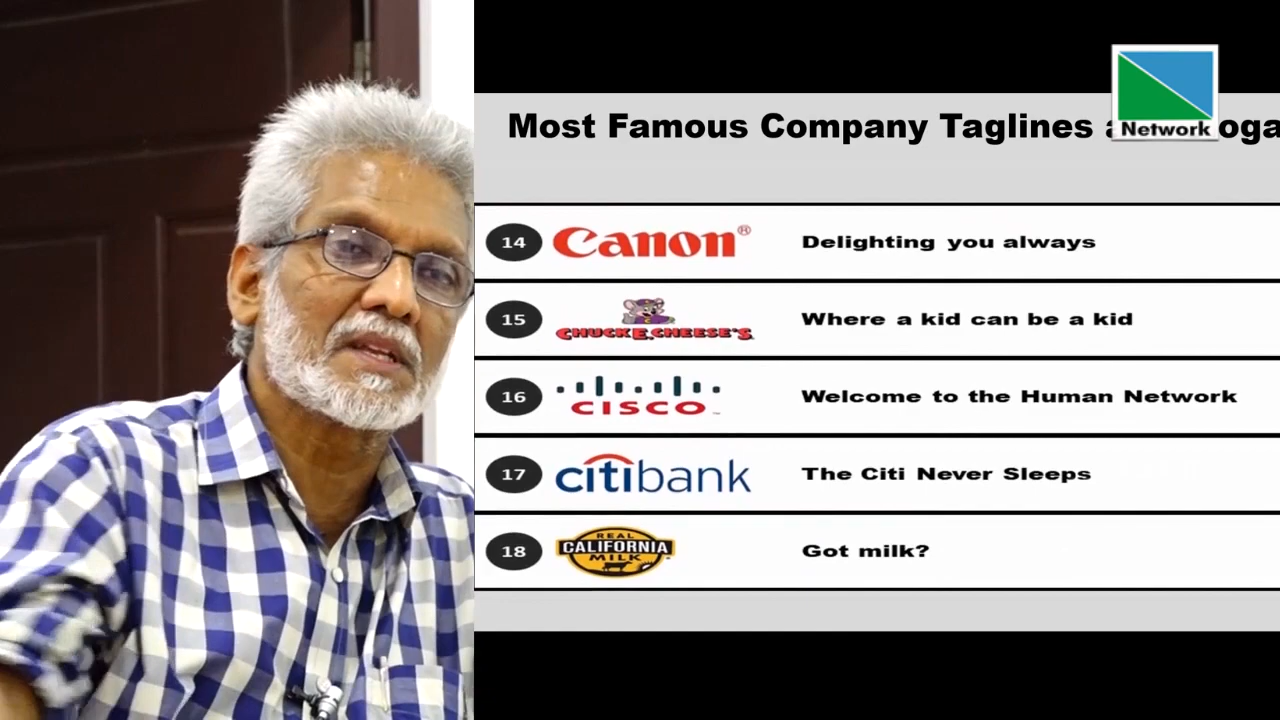 Most Famous Company Taglines
Network
14 Canon® Delighting you always
15 CHUCK E. CHEESE'S Where a kid can be a kid
16 CISCO Welcome to the Human Network
17 citibank The Citi Never Sleeps
18 REAL CALIFORNIA MILK Got milk?